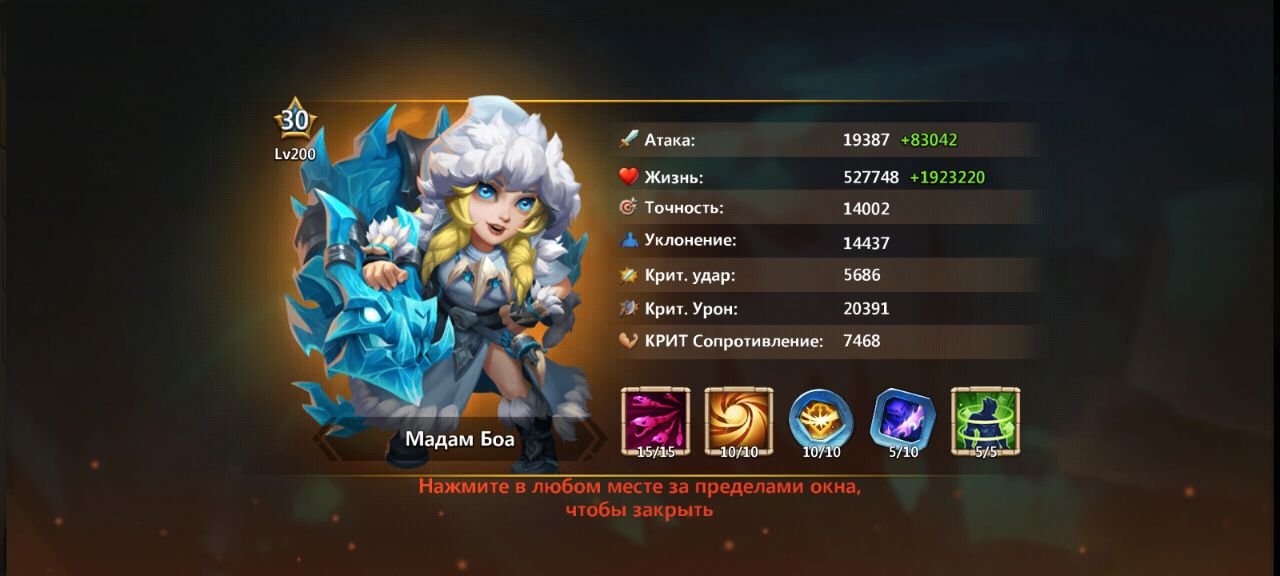 30
Lv200
Атака: 19387 +83042
Жизнь: 527748 +1923220
Точность: 14002
Уклонение: 14437
Крит. удар: 5686
Крит. Урон: 20391
КРИТ Сопротивление: 7468
15/15 10/10 10/10 5/10 5/5
Мадам Боа
Нажмите в любом месте за пределами окна,
чтобы закрыть